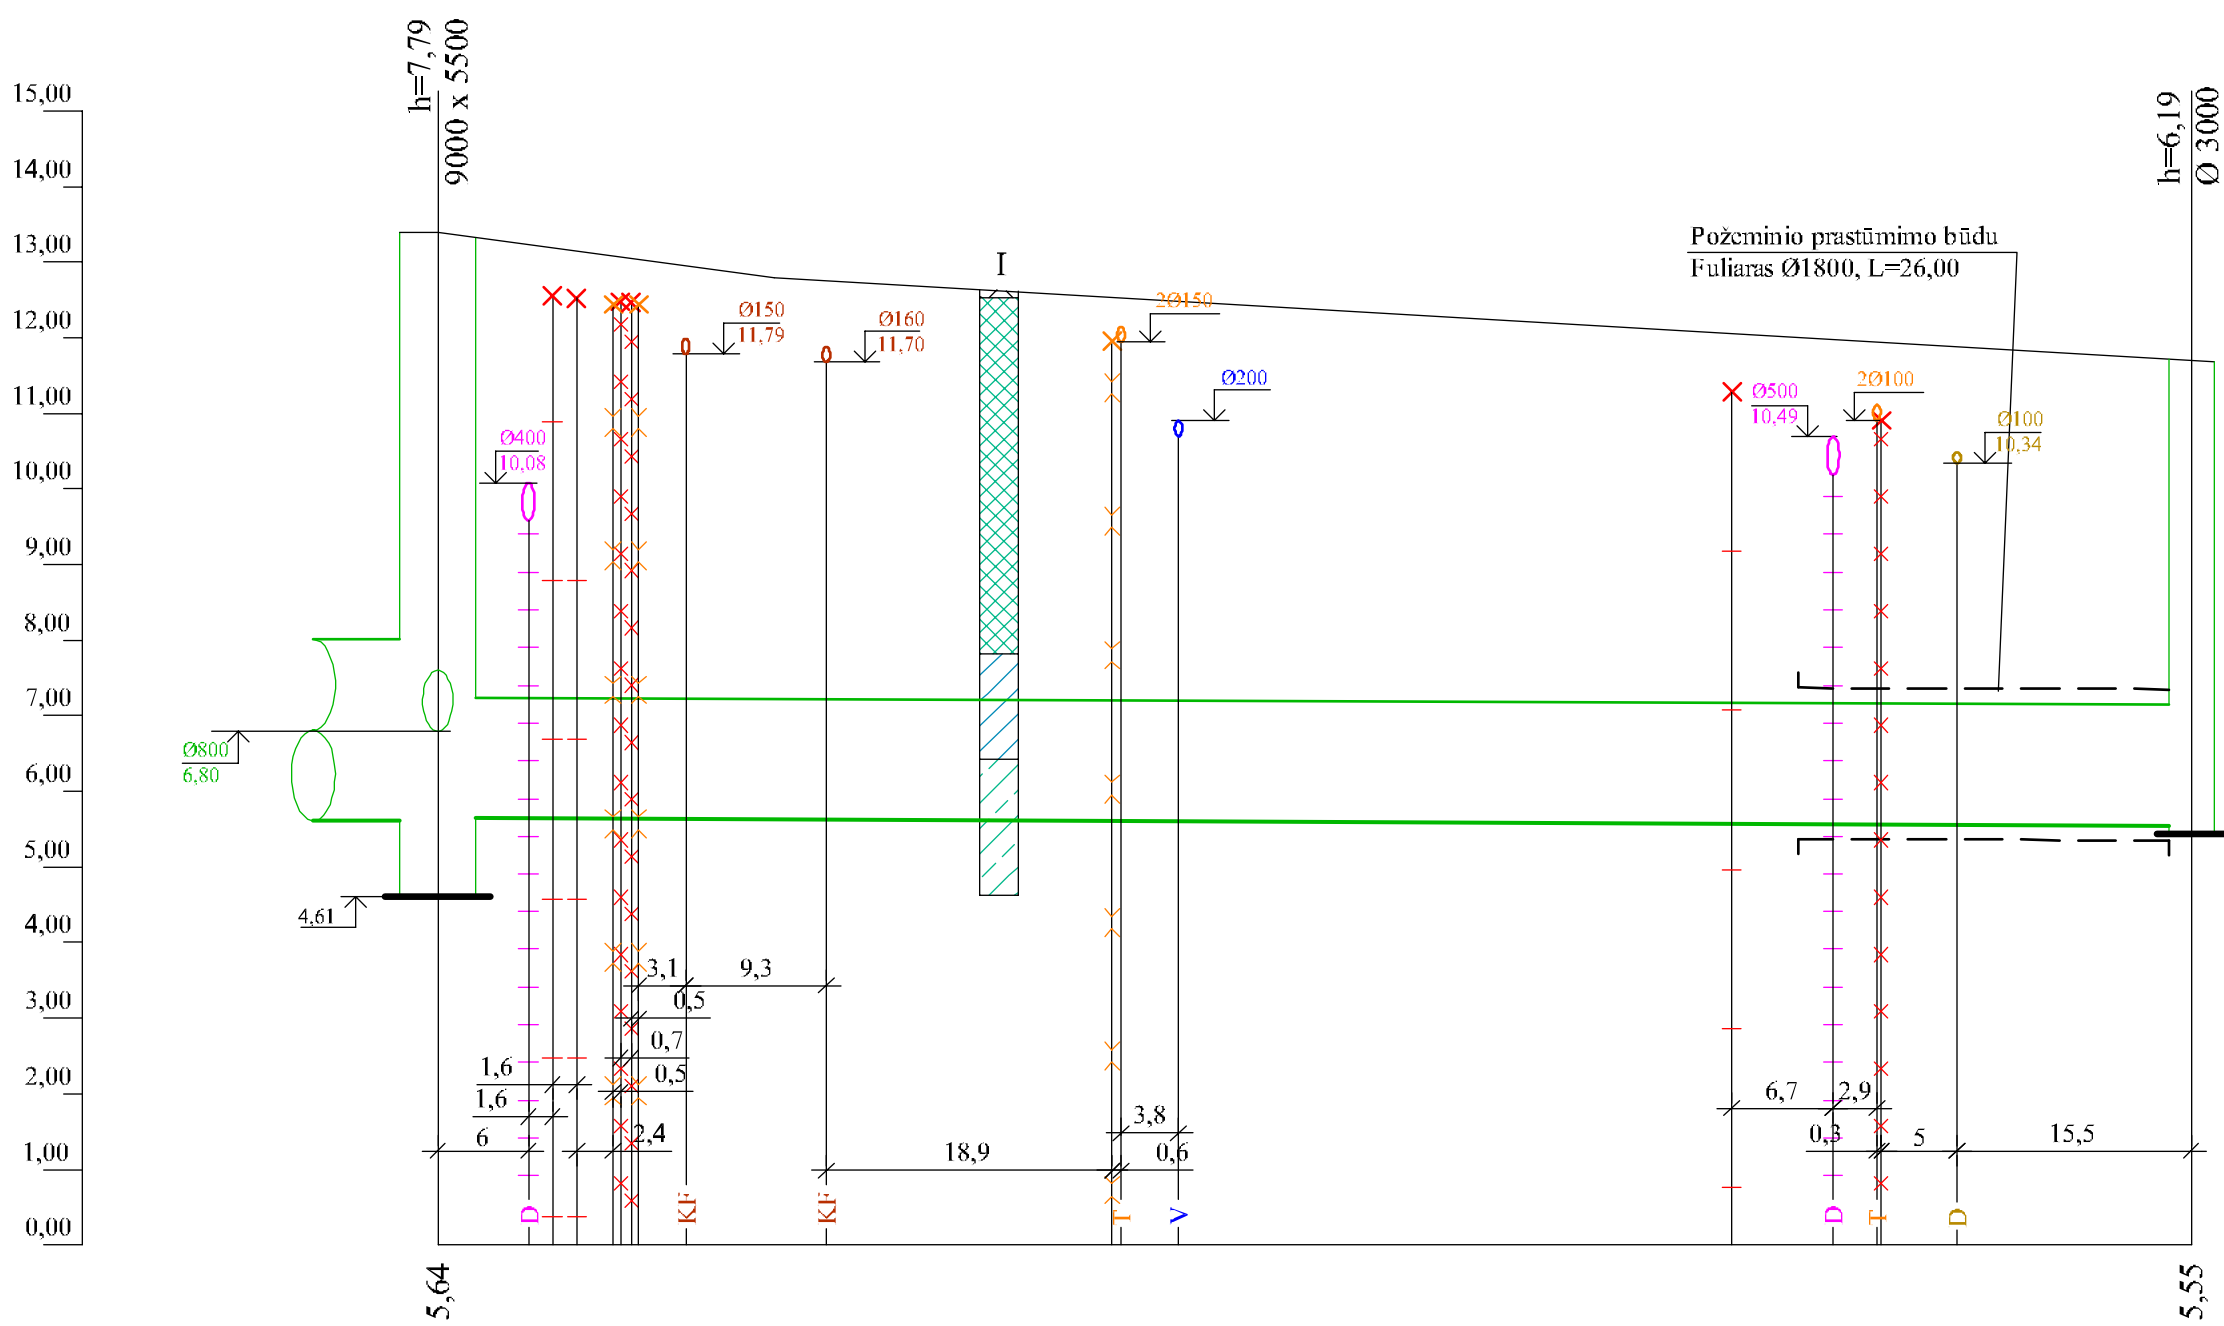 h=7,79
9000 x 5500
h=6,19
Ø 3000
15,00
14,00
13,00
12,00
11,00
10,00
9,00
8,00
7,00
6,00
5,00
4,00
3,00
2,00
1,00
0,00
Požeminio prastūmimo būdu
Fuliaras Ø1800, L=26,00
I
Ø150
11,79
Ø160
11,70
2Ø150
Ø200
Ø400
10,08
Ø500
10,49
2Ø100
Ø100
10,34
Ø800
6,80
4,61
3,1
9,3
0,5
0,7
0,5
1,6
1,6
6
2,4
18,9
3,8
0,6
6,7
2,9
0,3
5
15,5
D
KF
KF
T
V
D
T
D
5,64
5,55